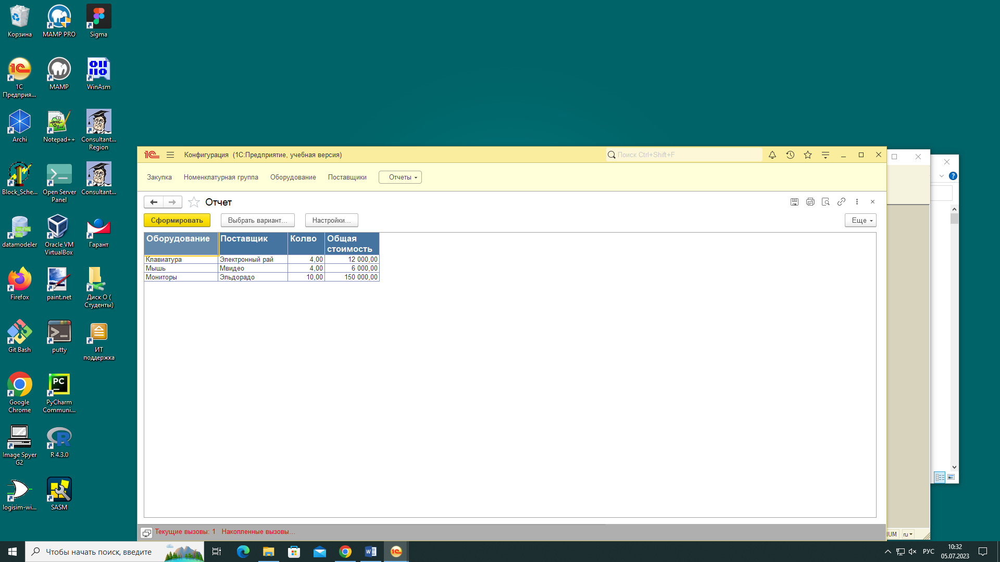 Корзина
MAMP PRO
Sigma
1С
Предприя...
MAMP
WinAsm
Archi
Notepad++
Consultant...
Region
Block_Sche...
Open Server
Panel
Consultant...
datamodeler
Oracle VM
VirtualBox
Гарант
Firefox
paint.net
Диск О (
Студенты)
Git Bash
putty
ИТ
поддержка
Google
Chrome
PyCharm
Communi...
Image Spyer
G2
R 4.3.0
logisim-wi...
SASM
Конфигурация (1С:Предприятие, учебная версия)
Поиск Ctrl+Shift+F
Закупка
Номенклатурная группа
Оборудование
Поставщики
Отчеты
Отчет
Сформировать
Выбрать вариант...
Настройки...
Еще
Оборудование Поставщик Колво Общая
стоимость
Клавиатура Электронный рай 4,00 12 000,00
Мышь Мвидео 4,00 6 000,00
Мониторы Эльдорадо 10,00 150 000,00
Текущие вызовы: 1 Накопленные вызовы...
ru
Чтобы начать поиск, введите
РУС
10:32
05.07.2023